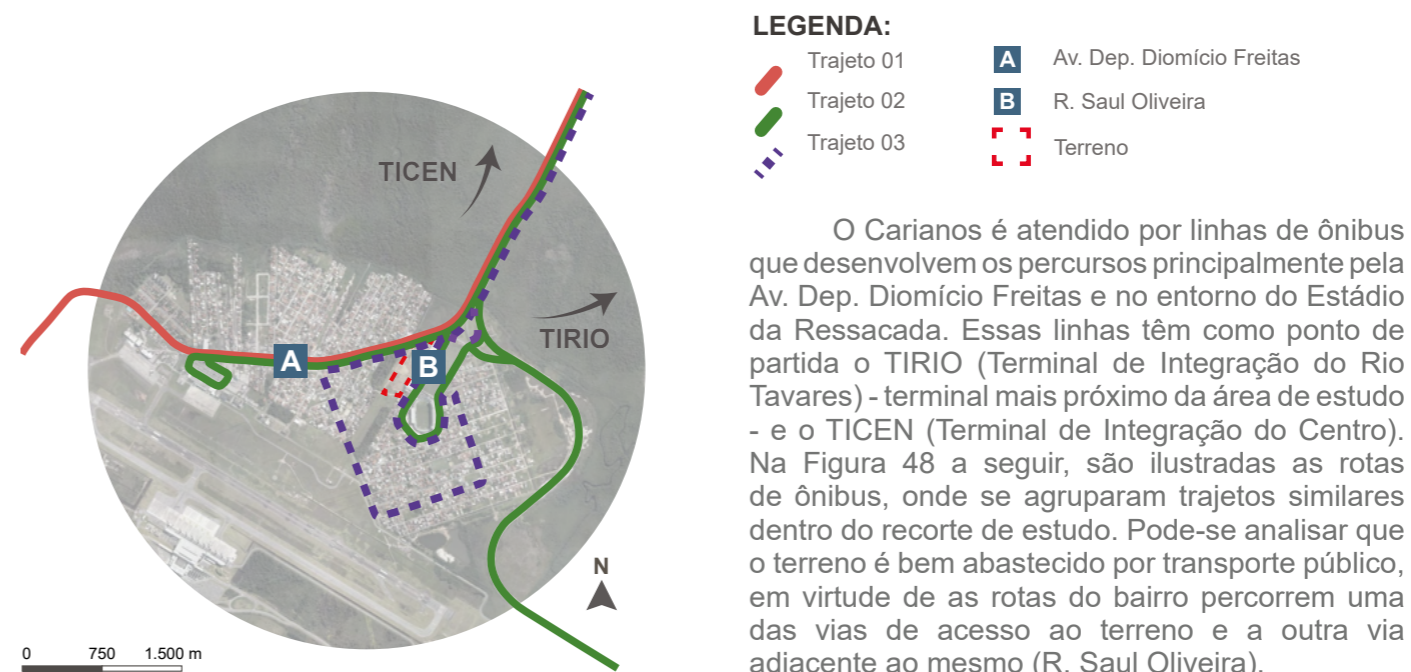 TICEN
TIRIO
A
B
N
0 750 1.500 m
LEGENDA:
Trajeto 01
Trajeto 02
Trajeto 03
A Av. Dep. Diomício Freitas
B R. Saul Oliveira
Terreno
O Carianos é atendido por linhas de ônibus
que desenvolvem os percursos principalmente pela
Av. Dep. Diomício Freitas e no entorno do Estádio
da Ressacada. Essas linhas têm como ponto de
partida o TIRIO (Terminal de Integração do Rio
Tavares) - terminal mais próximo da área de estudo
- e o TICEN (Terminal de Integração do Centro).
Na Figura 48 a seguir, são ilustradas as rotas
de ônibus, onde se agruparam trajetos similares
dentro do recorte de estudo. Pode-se analisar que
o terreno é bem abastecido por transporte público,
em virtude de as rotas do bairro percorrem uma
das vias de acesso ao terreno e a outra via
adjacente ao mesmo (R. Saul Oliveira).